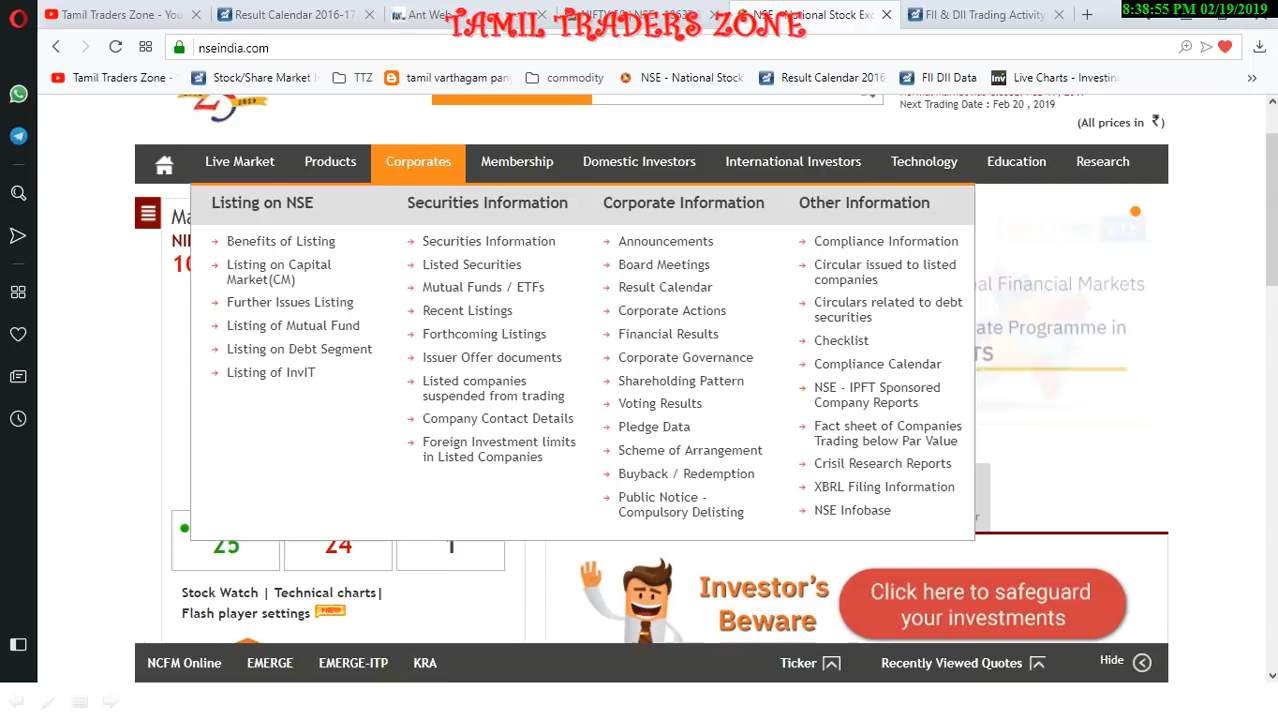 Tamil Traders Zone - You
Result Calendar 2016-17
Ant Web
NSE - National Stock Exc
FII & DII Trading Activity
8:38:55 PM 02/19/2019
TAMIL TRADERS ZONE
nseindia.com
Tamil Traders Zone -
Stock/Share Market
TTZ
tamil varthagam
commodity
NSE - National Stock
Result Calendar 2016
FII DII Data
Live Charts - Investin
Next Trading Date : Feb 20 , 2019
(All prices in ₹)
Live Market
Products
Corporates
Membership
Domestic Investors
International Investors
Technology
Education
Research
Listing on NSE
Benefits of Listing
Listing on Capital
Market(CM)
Further Issues Listing
Listing of Mutual Fund
Listing on Debt Segment
Listing of InvIT
Securities Information
Securities Information
Listed Securities
Mutual Funds / ETFs
Recent Listings
Forthcoming Listings
Issuer Offer documents
Listed companies
suspended from trading
Company Contact Details
Foreign Investment limits
in Listed Companies
Corporate Information
Announcements
Board Meetings
Result Calendar
Corporate Actions
Financial Results
Corporate Governance
Shareholding Pattern
Voting Results
Pledge Data
Scheme of Arrangement
Buyback / Redemption
Public Notice -
Compulsory Delisting
Other Information
Compliance Information
Circular issued to listed
companies
Circulars related to debt
securities
Checklist
Compliance Calendar
NSE - IPFT Sponsored
Company Reports
Fact sheet of Companies
Trading below Par Value
Crisil Research Reports
XBRL Filing Information
NSE Infobase
Ma
NI
10
al Financial Markets
ate Programme in
TS
25
24
1
Stock Watch | Technical charts|
Flash player settings NEW
Investor's
Beware
Click here to safeguard
your investments
NCFM Online
EMERGE
EMERGE-ITP
KRA
Ticker
Recently Viewed Quotes
Hide